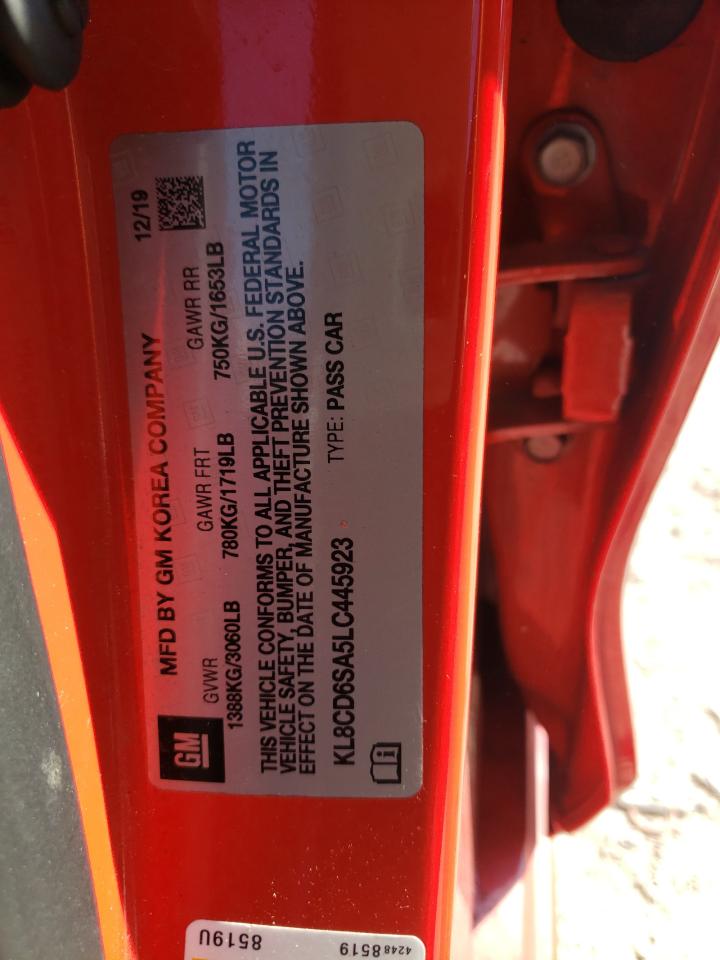 MFD BY GM KOREA COMPANY 12/19
GM
GVWR GAWR FRT GAWR RR
1388KG/3060LB 780KG/1719LB 750KG/1653LB
THIS VEHICLE CONFORMS TO ALL APPLICABLE U.S. FEDERAL MOTOR
VEHICLE SAFETY, BUMPER, AND THEFT PREVENTION STANDARDS IN
EFFECT ON THE DATE OF MANUFACTURE SHOWN ABOVE.
KL8CD6SA5LC445923 TYPE: PASS CAR
8519U
42488519